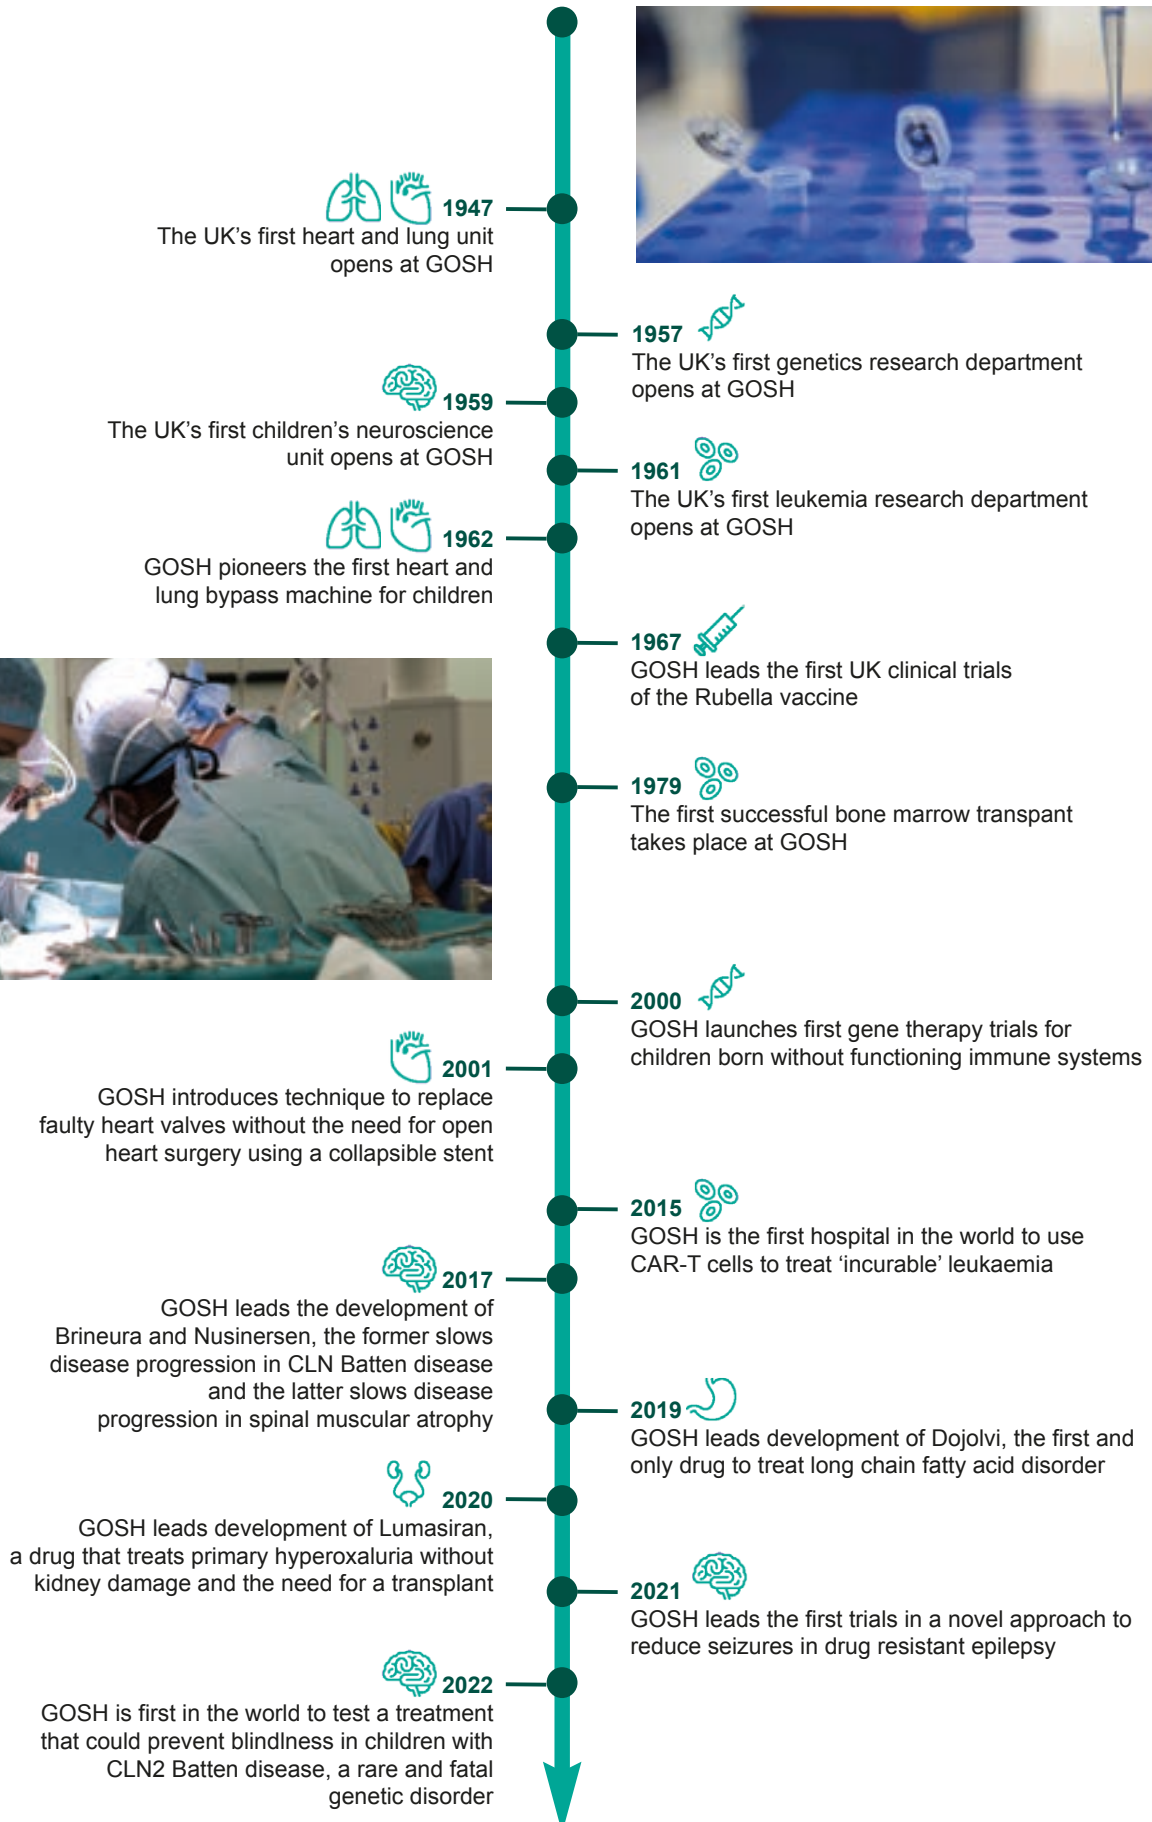 1947
The UK's first heart and lung unit
opens at GOSH
1957
The UK's first genetics research department
opens at GOSH
1959
The UK's first children's neuroscience
unit opens at GOSH
1961
The UK's first leukemia research department
opens at GOSH
1962
GOSH pioneers the first heart and
lung bypass machine for children
1967
GOSH leads the first UK clinical trials
of the Rubella vaccine
1979
The first successful bone marrow transpant
takes place at GOSH
2000
GOSH launches first gene therapy trials for
children born without functioning immune systems
2001
GOSH introduces technique to replace
faulty heart valves without the need for open
heart surgery using a collapsible stent
2015
GOSH is the first hospital in the world to use
CAR-T cells to treat ‘incurable’ leukaemia
2017
GOSH leads the development of
Brineura and Nusinersen, the former slows
disease progression in CLN Batten disease
and the latter slows disease
progression in spinal muscular atrophy
2019
GOSH leads development of Dojolvi, the first and
only drug to treat long chain fatty acid disorder
2020
GOSH leads development of Lumasiran,
a drug that treats primary hyperoxaluria without
kidney damage and the need for a transplant
2021
GOSH leads the first trials in a novel approach to
reduce seizures in drug resistant epilepsy
2022
GOSH is first in the world to test a treatment
that could prevent blindlness in children with
CLN2 Batten disease, a rare and fatal
genetic disorder